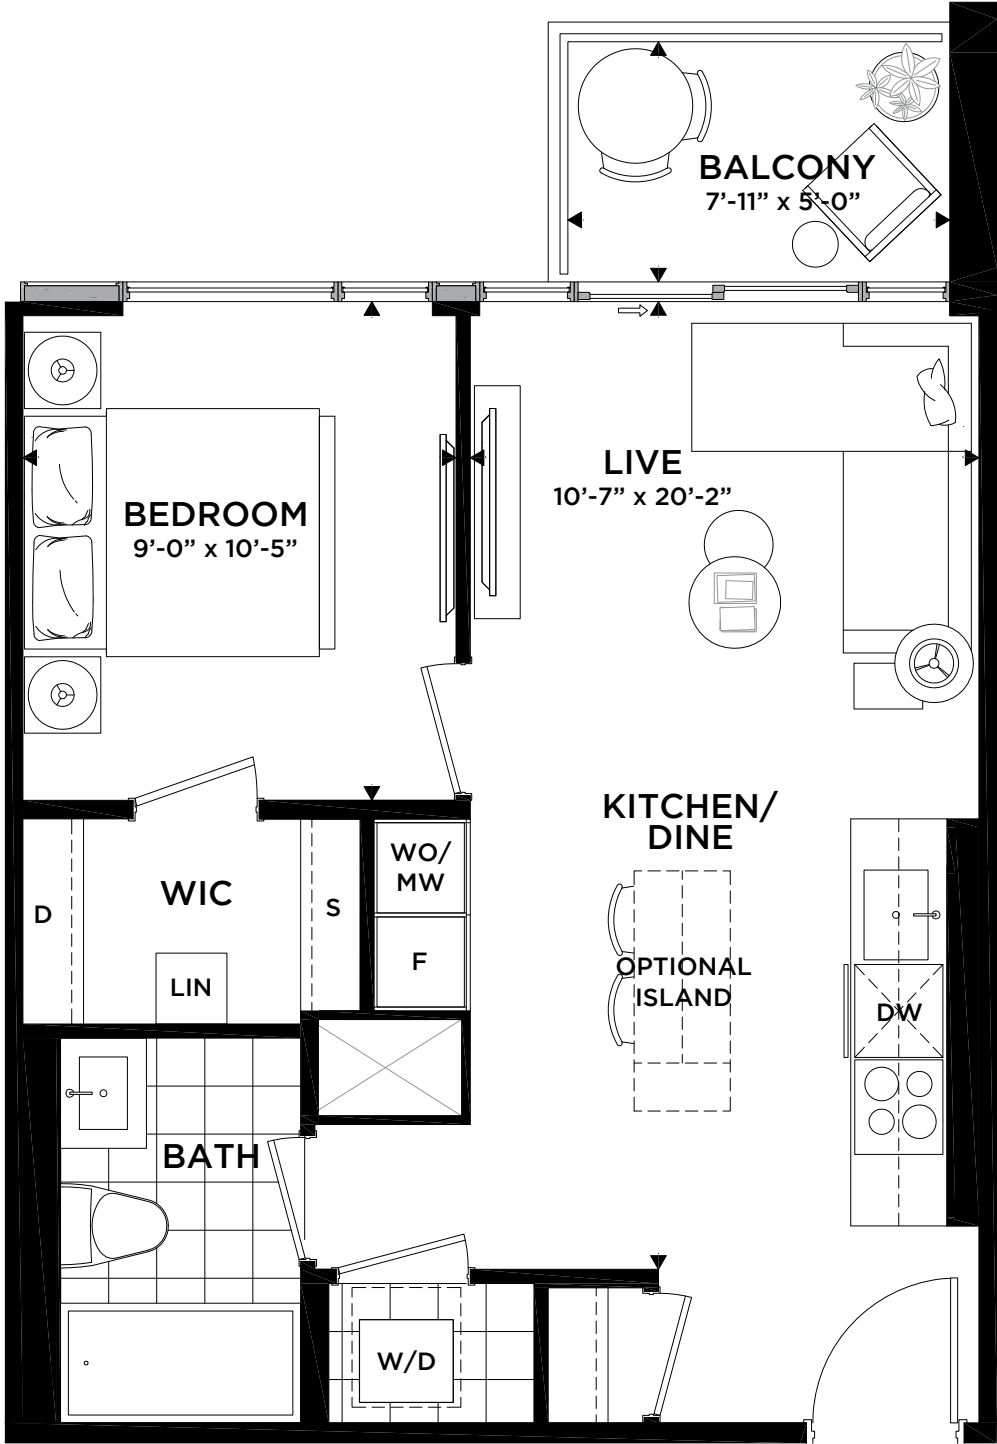 BALCONY
7’-11” x 5’-0”
LIVE
10’-7” x 20’-2”
BEDROOM
9’-0” x 10’-5”
KITCHEN/
DINE
WO/
MW
WIC
D
S
F
LIN
OPTIONAL
ISLAND
DW
BATH
W/D